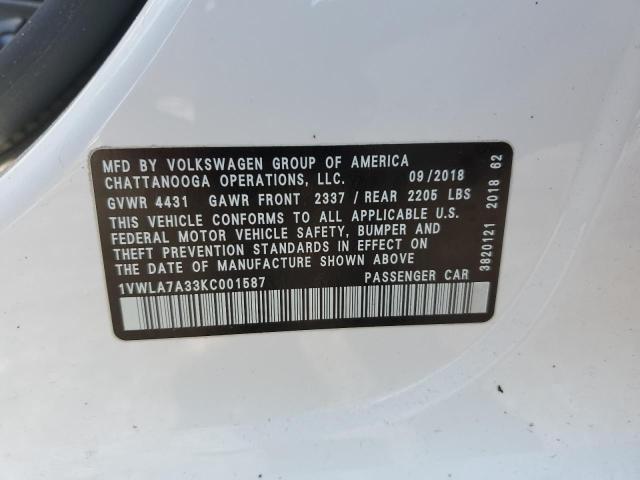 MFD BY VOLKSWAGEN GROUP OF AMERICA
CHATTANOOGA OPERATIONS, LLC. 09/2018
GVWR 4431 GAWR FRONT 2337 / REAR 2205 LBS
THIS VEHICLE CONFORMS TO ALL APPLICABLE U.S.
FEDERAL MOTOR VEHICLE SAFETY, BUMPER AND
THEFT PREVENTION STANDARDS IN EFFECT ON
THE DATE OF MANUFACTURE SHOWN ABOVE
1VWLA7A33KC001587 PASSENGER CAR
3820121 2018 62